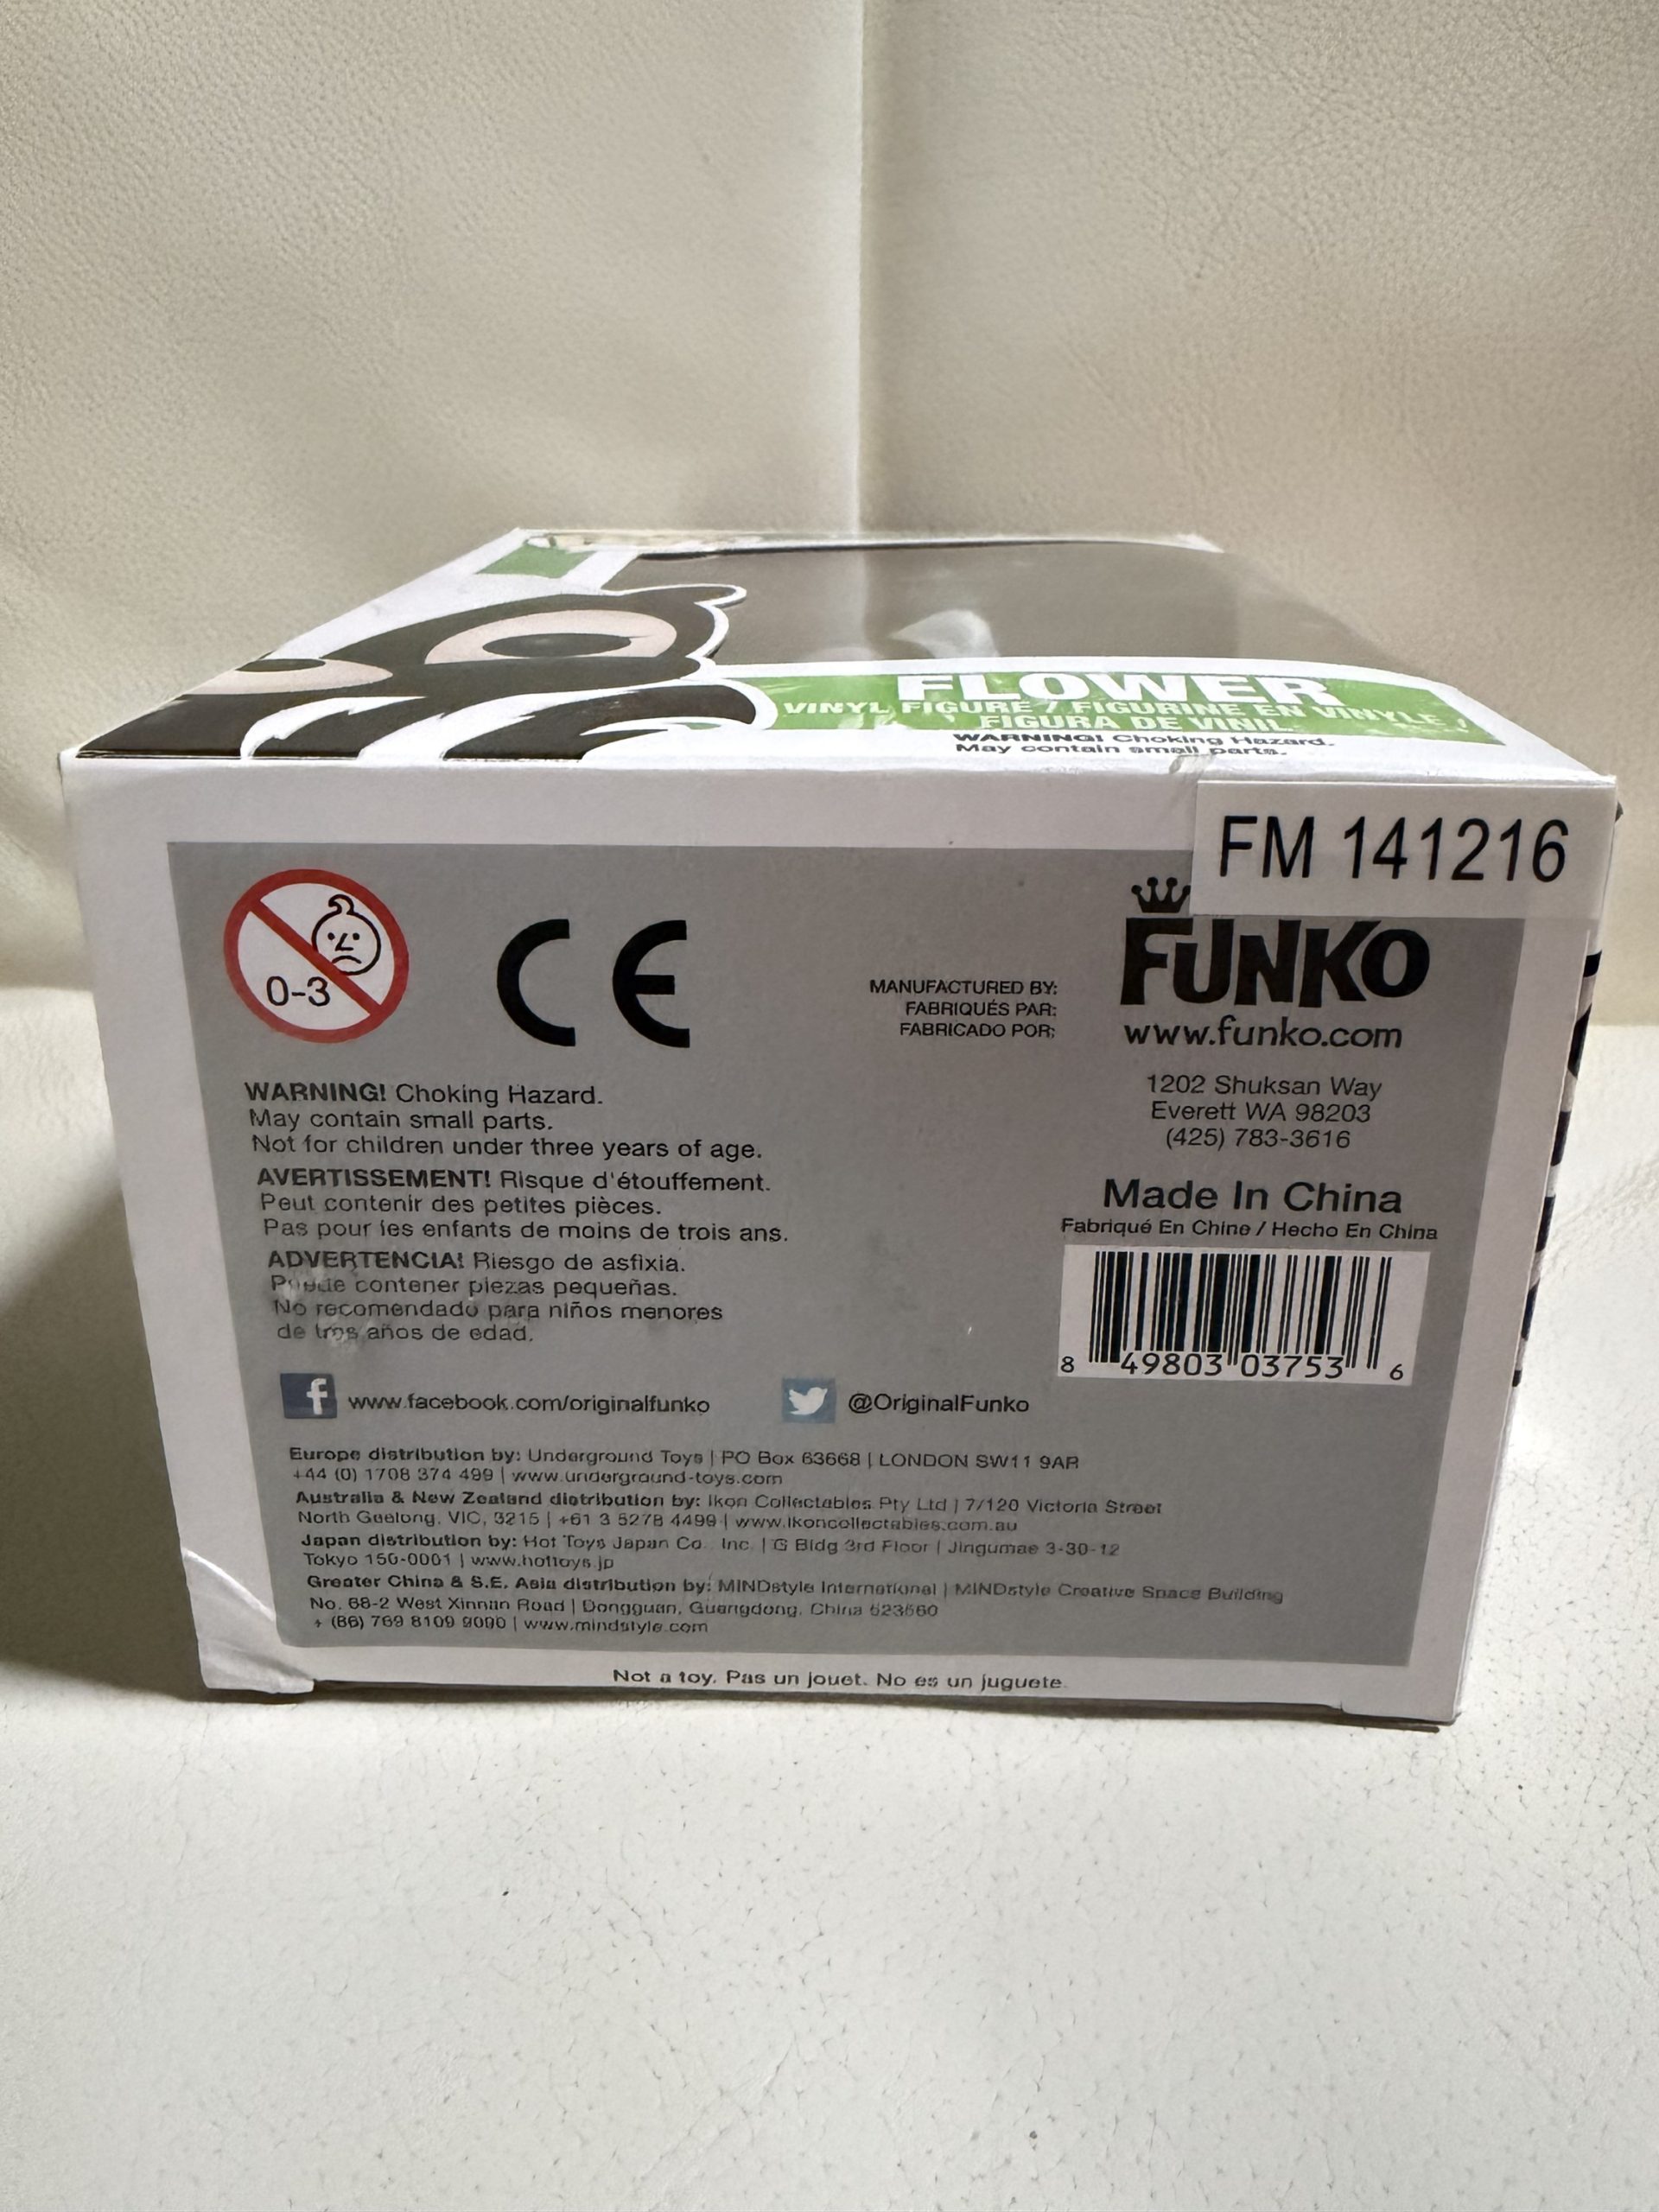 FLOWER
VINYL FIGURE / FIGURINE EN VINYLE /
FIGURA DE VINIL
WARNING! Choking Hazard.
May contain small parts.
FM 141216
0-3
CE
MANUFACTURED BY:
FABRIQUÉS PAR:
FABRICADO POR:
FUNKO
www.funko.com
1202 Shuksan Way
Everett WA 98203
(425) 783-3616
Made In China
Fabriqué En Chine / Hecho En China
8 49803 03753 6
WARNING! Choking Hazard.
May contain small parts.
Not for children under three years of age.
AVERTISSEMENT! Risque d'étouffement.
Peut contenir des petites pièces.
Pas pour les enfants de moins de trois ans.
ADVERTENCIA! Riesgo de asfixia.
Puede contener piezas pequeñas.
No recomendado para niños menores
de tres años de edad.
f www.facebook.com/originalfunko
@OriginalFunko
Europe distribution by: Underground Toys | PO Box 63668 | LONDON SW11 9AR
+44 (0) 1708 374 499 | www.underground-toys.com
Australia & New Zealand distribution by: Ikon Collectables Pty Ltd | 7/120 Victoria Street
North Geelong, VIC, 3215 | +61 3 5278 4499 | www.ikoncollectables.com.au
Japan distribution by: Hot Toys Japan Co. Inc. | G Bldg 3rd Floor | Jingumae 3-30-12
Tokyo 150-0001 | www.hottoys.jp
Greater China & S.E. Asia distribution by: MINDstyle International | MINDstyle Creative Space Building
No. 68-2 West Xinnan Road | Dongguan, Guangdong, China 523660
+ (86) 769 8109 9090 | www.mindstyle.com
Not a toy. Pas un jouet. No es un juguete.